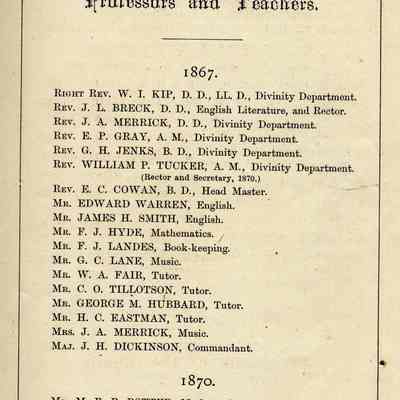 Professors and Teachers.
1867.
RIGHT REV. W. I. KIP, D. D., LL. D., Divinity Department.
REV. J. L. BRECK, D. D., English Literature, and Rector.
REV. J. A. MERRICK, D. D., Divinity Department.
REV. E. P. GRAY, A. M., Divinity Department.
REV. G. H. JENKS, B. D., Divinity Department.
REV. WILLIAM P. TUCKER, A. M., Divinity Department.
(Rector and Secretary, 1870.)
REV. E. C. COWAN, B. D., Head Master.
MR. EDWARD WARREN, English.
MR. JAMES H. SMITH, English.
MR. F. J. HYDE, Mathematics.
MR. F. J. LANDES, Book-keeping.
MR. G. C. LANE, Music.
MR. W. A. FAIR, Tutor.
MR. C. O. TILLOTSON, Tutor.
MR. GEORGE M. HUBBARD, Tutor.
MR. H. C. EASTMAN, Tutor.
MRS. J. A. MERRICK, Music.
MAJ. J. H. DICKINSON, Commandant.
1870.